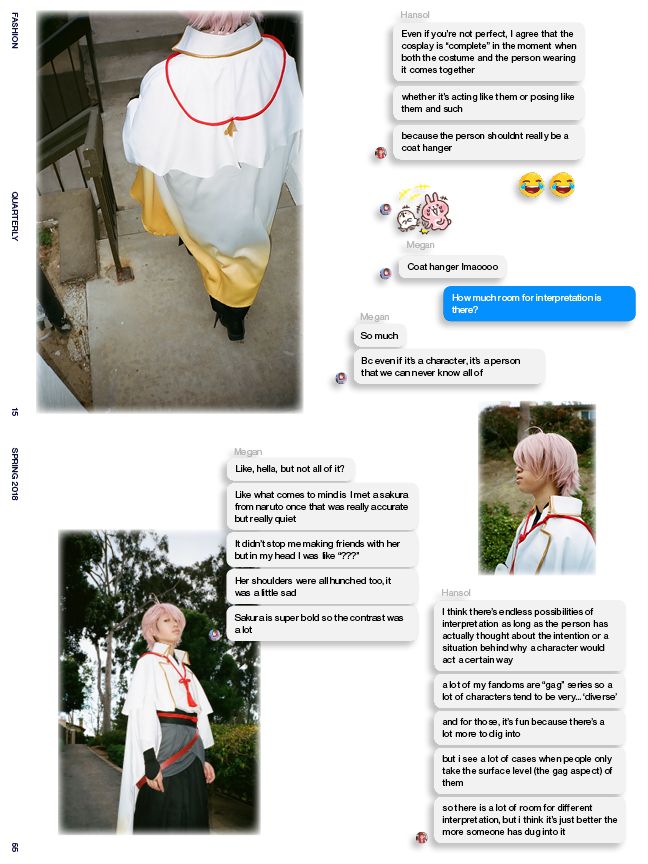 FASHION
QUARTERLY
15
SPRING 2018
55
Hansol
Even if you're not perfect, I agree that the
cosplay is "complete" in the moment when
both the costume and the person wearing
it comes together
whether it's acting like them or posing like
them and such
because the person shouldnt really be a
coat hanger
Megan
Coat hanger lmaoooo
How much room for interpretation is
there?
Megan
So much
Bc even if it's a character, it's a person
that we can never know all of
Megan
Like, hella, but not all of it?
Like what comes to mind is I met a sakura
from naruto once that was really accurate
but really quiet
It didn't stop me making friends with her
but in my head I was like "???"
Her shoulders were all hunched too, it
was a little sad
Sakura is super bold so the contrast was
a lot
Hansol
I think there's endless possibilities of
interpretation as long as the person has
actually thought about the intention or a
situation behind why a character would
act a certain way
a lot of my fandoms are "gag" series so a
lot of characters tend to be very... 'diverse'
and for those, it's fun because there's a
lot more to dig into
but i see a lot of cases when people only
take the surface level (the gag aspect) of
them
so there is a lot of room for different
interpretation, but i think it's just better the
more someone has dug into it